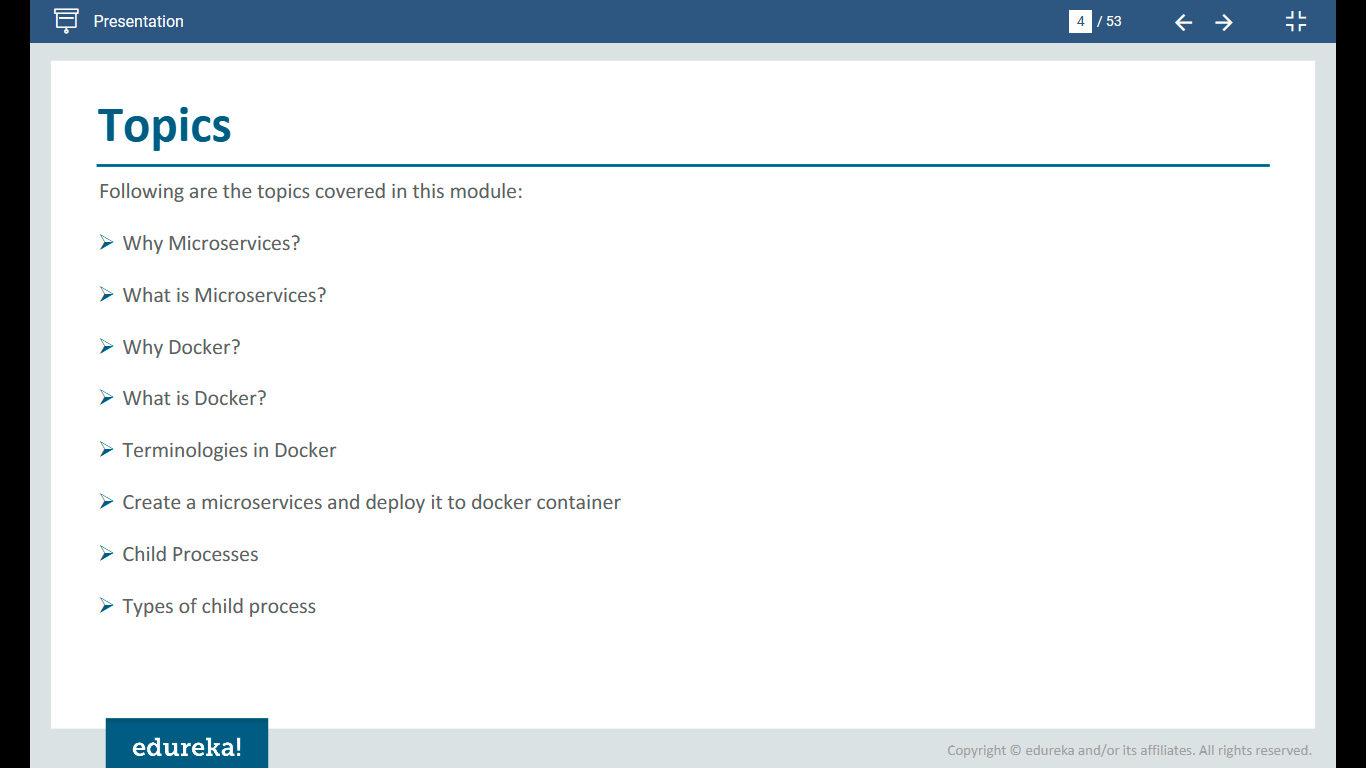 Presentation
4 / 53
Topics
Following are the topics covered in this module:
Why Microservices?
What is Microservices?
Why Docker?
What is Docker?
Terminologies in Docker
Create a microservices and deploy it to docker container
Child Processes
Types of child process
edureka!
Copyright © edureka and/or its affiliates. All rights reserved.